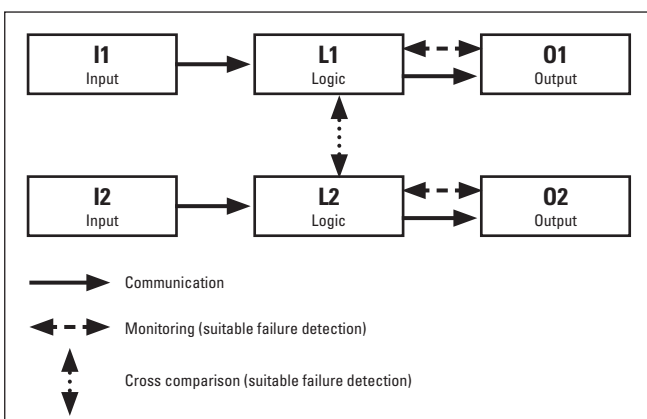 I1
Input
L1
Logic
O1
Output
I2
Input
L2
Logic
O2
Output
Communication
Monitoring (suitable failure detection)
Cross comparison (suitable failure detection)